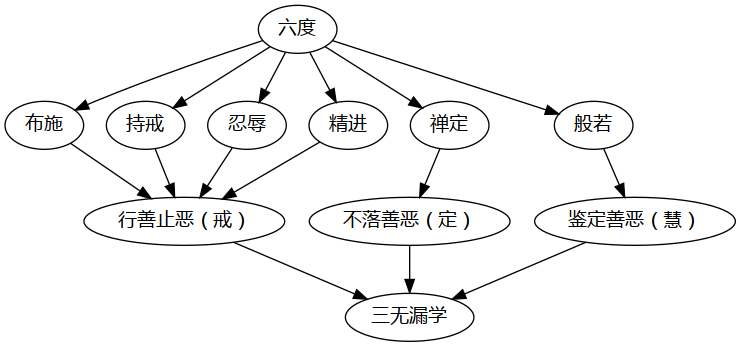 六度
布施
持戒
忍辱
精进
禅定
般若
行善止恶（戒）
不落善恶（定）
鉴定善恶（慧）
三无漏学